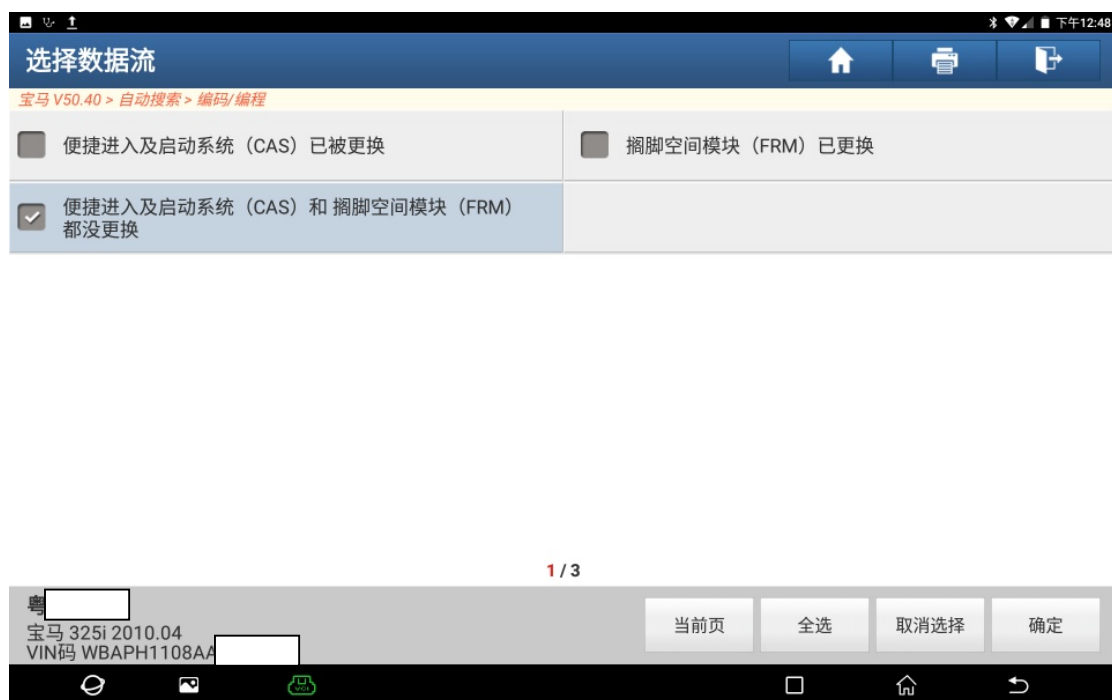 下午12:48
选择数据流
宝马 V50.40 > 自动搜索 > 编码/编程
便捷进入及启动系统（CAS）已被更换
搁脚空间模块（FRM）已更换
便捷进入及启动系统（CAS）和 搁脚空间模块（FRM）
都没更换
1 / 3
粤
宝马 325i 2010.04
VIN码 WBAPH1108AA
当前页
全选
取消选择
确定
VCI